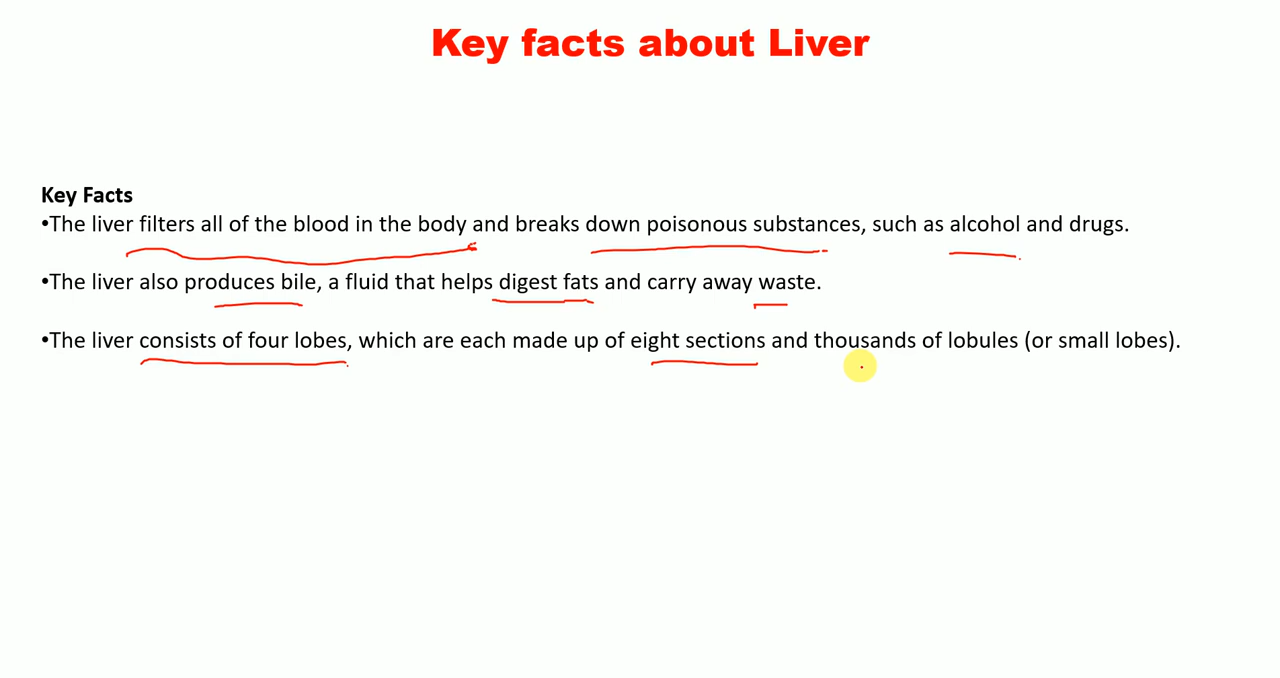 Key facts about Liver
Key Facts
•The liver filters all of the blood in the body and breaks down poisonous substances, such as alcohol and drugs.
•The liver also produces bile, a fluid that helps digest fats and carry away waste.
•The liver consists of four lobes, which are each made up of eight sections and thousands of lobules (or small lobes).